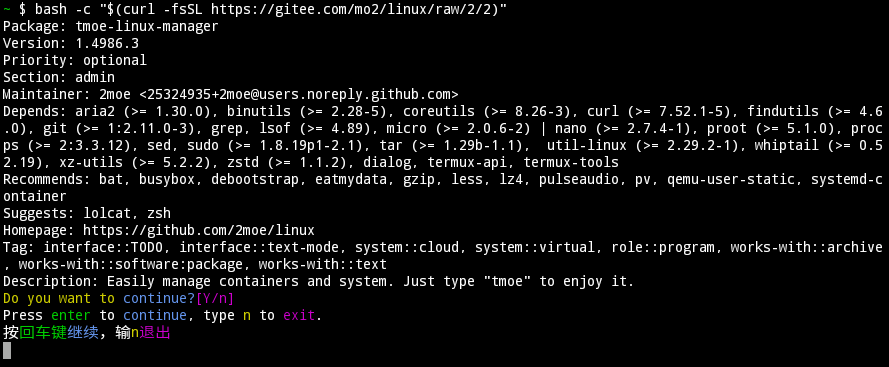 ~ $ bash -c "$(curl -fsSL https://gitee.com/mo2/linux/raw/2/2)"
Package: tmoe-linux-manager
Version: 1.4986.3
Priority: optional
Section: admin
Maintainer: 2moe <25324935+2moe@users.noreply.github.com>
Depends: aria2 (>= 1.30.0), binutils (>= 2.28-5), coreutils (>= 8.26-3), curl (>= 7.52.1-5), findutils (>= 4.6
.0), git (>= 1:2.11.0-3), grep, lsof (>= 4.89), micro (>= 2.0.6-2) | nano (>= 2.7.4-1), proot (>= 5.1.0), proc
ps (>= 2:3.3.12), sed, sudo (>= 1.8.19p1-2.1), tar (>= 1.29b-1.1),  util-linux (>= 2.29.2-1), whiptail (>= 0.5
2.19), xz-utils (>= 5.2.2), zstd (>= 1.1.2), dialog, termux-api, termux-tools
Recommends: bat, busybox, debootstrap, eatmydata, gzip, less, lz4, pulseaudio, pv, qemu-user-static, systemd-c
ontainer
Suggests: lolcat, zsh
Homepage: https://github.com/2moe/linux
Tag: interface::TODO, interface::text-mode, system::cloud, system::virtual, role::program, works-with::archive
, works-with::software:package, works-with::text
Description: Easily manage containers and system. Just type "tmoe" to enjoy it.
Do you want to continue?[Y/n]
Press enter to continue, type n to exit.
按回车键继续，输n退出